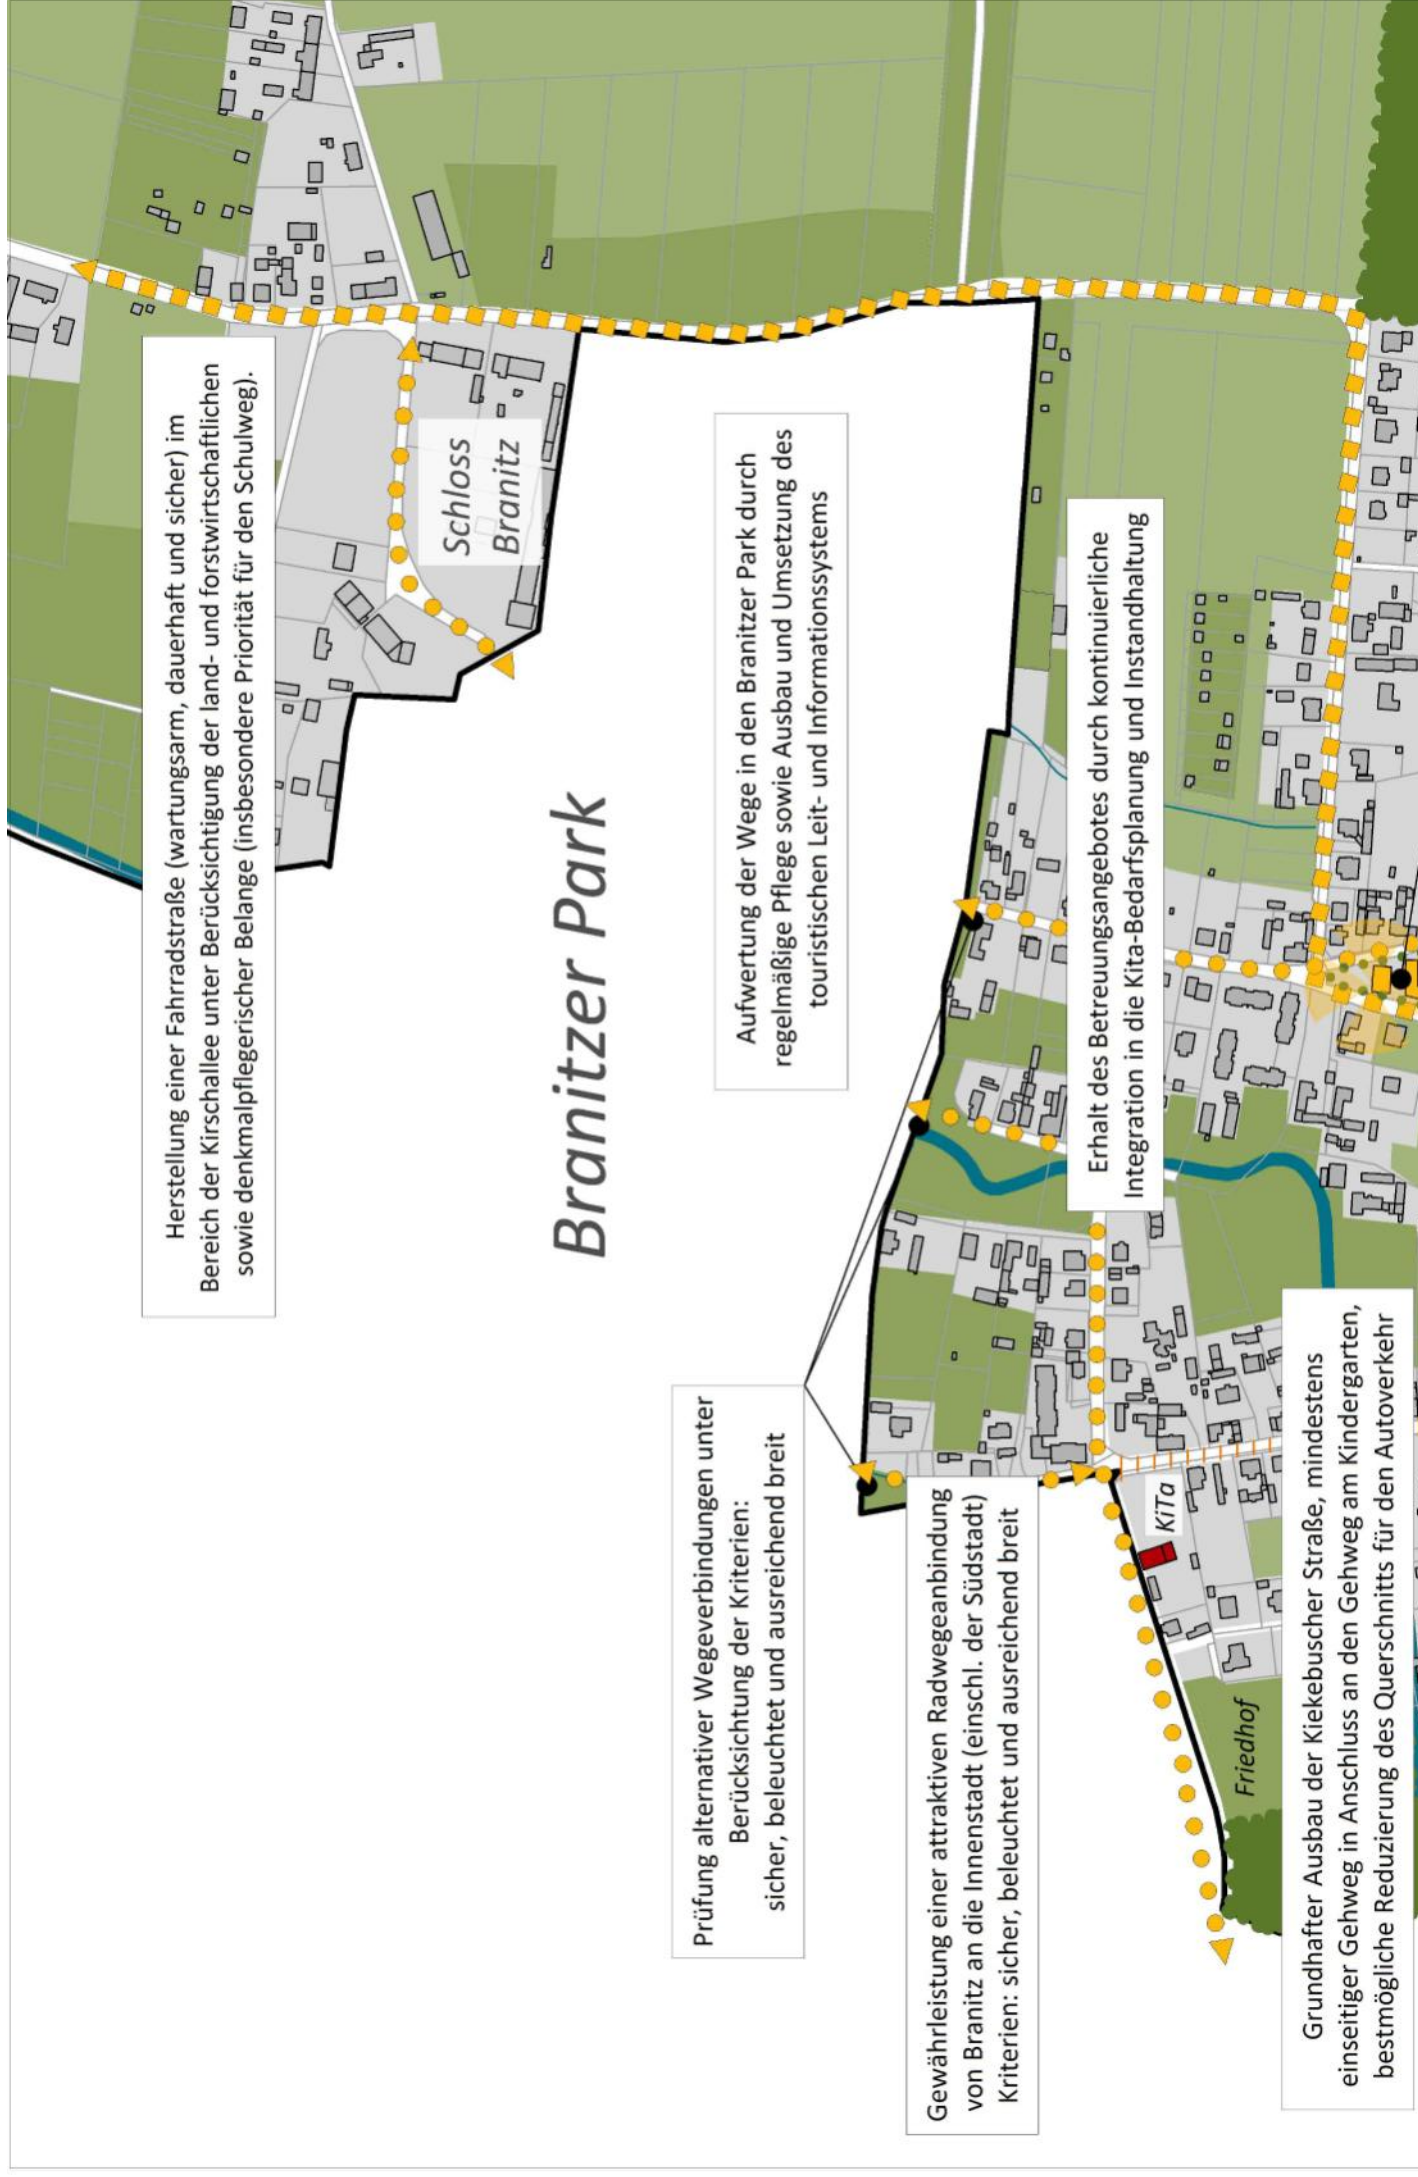 Herstellung einer Fahrradstraße (wartungsarm, dauerhaft und sicher) im
Bereich der Kirschallee unter Berücksichtigung der land- und forstwirtschaftlichen
sowie denkmalpflegerischer Belange (insbesondere Priorität für den Schulweg).
Schloss
Branitz
Branitzer Park
Aufwertung der Wege in den Branitzer Park durch
regelmäßige Pflege sowie Ausbau und Umsetzung des
touristischen Leit- und Informationssystems
Prüfung alternativer Wegeverbindungen unter
Berücksichtung der Kriterien:
sicher, beleuchtet und ausreichend breit
Gewährleistung einer attraktiven Radwegeanbindung
von Branitz an die Innenstadt (einschl. der Südstadt)
Kriterien: sicher, beleuchtet und ausreichend breit
Erhalt des Betreuungsangebotes durch kontinuierliche
Integration in die Kita-Bedarfsplanung und Instandhaltung
KiTa
Friedhof
Grundhafter Ausbau der Kiekebuscher Straße, mindestens
einseitiger Gehweg in Anschluss an den Gehweg am Kindergarten,
bestmögliche Reduzierung des Querschnitts für den Autoverkehr